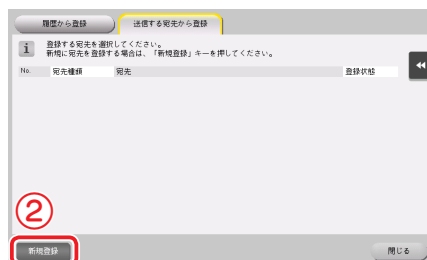 履歴から登録
送信する宛先から登録
i
登録する宛先を選択してください。
新規に宛先を登録する場合は、「新規登録」キーを押してください。
No. 宛先種類 宛先 登録状態
②
新規登録
閉じる